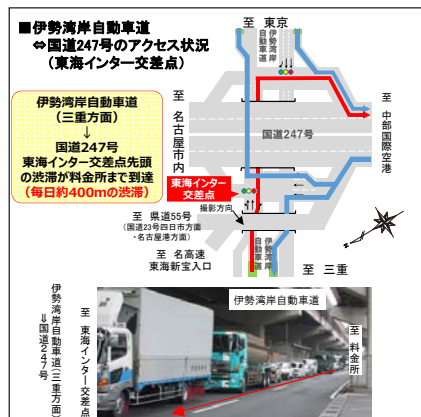 ■伊勢湾岸自動車道
⇔国道247号のアクセス状況
（東海インター交差点）
伊勢湾岸自動車道
（三重方面）
↓
国道247号
東海インター交差点先頭
の渋滞が料金所まで到達
（毎日約400mの渋滞）
至 東京
伊勢湾岸
自動車道
至 名古屋市内
国道247号
至 中部国際空港
東海インター
交差点
撮影方向
至 県道55号
（国道23号四日市方面
・名古屋港方面）
至 名高速
東海新宝入口
伊勢湾岸
自動車道
至 三重
伊勢湾岸自動車道（三重方面）
⇒国道247号
至 東海インター交差点
伊勢湾岸自動車道
至 料金所